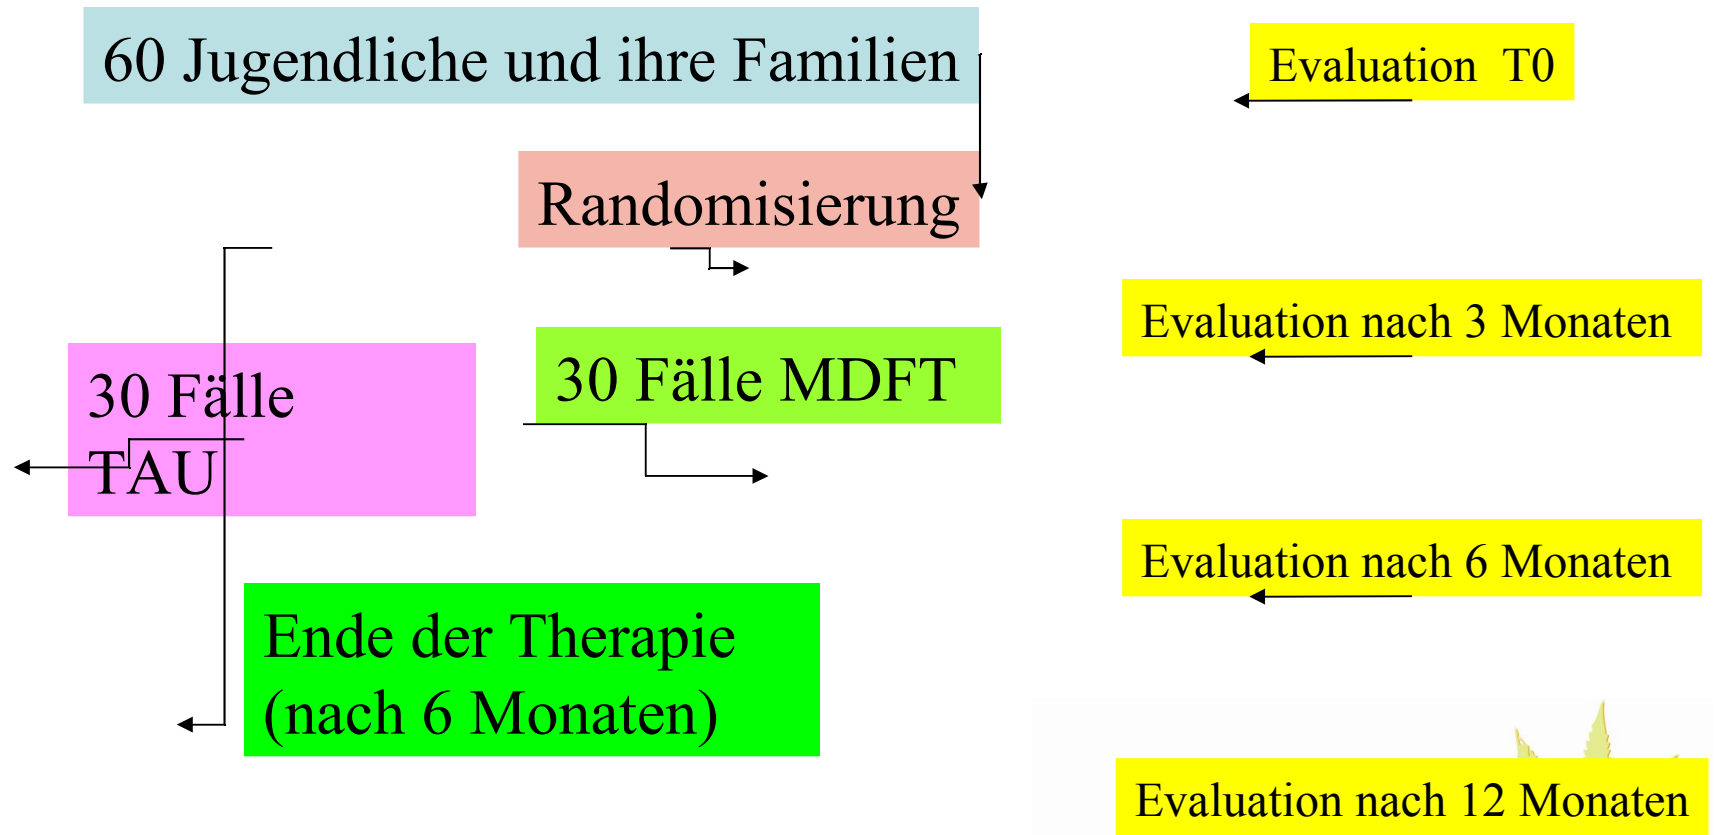 60 Jugendliche und ihre Familien
Evaluation T0
Randomisierung
Evaluation nach 3 Monaten
30 Fälle
TAU
30 Fälle MDFT
Evaluation nach 6 Monaten
Ende der Therapie
(nach 6 Monaten)
Evaluation nach 12 Monaten